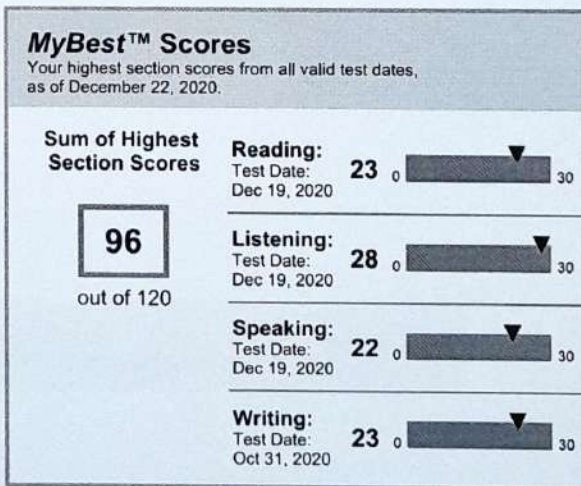 MyBest™ Scores
Your highest section scores from all valid test dates,
as of December 22, 2020.
Sum of Highest
Section Scores
96
out of 120
Reading:
Test Date:
Dec 19, 2020
23
0
30
Listening:
Test Date:
Dec 19, 2020
28
0
30
Speaking:
Test Date:
Dec 19, 2020
22
0
30
Writing:
Test Date:
Oct 31, 2020
23
0
30